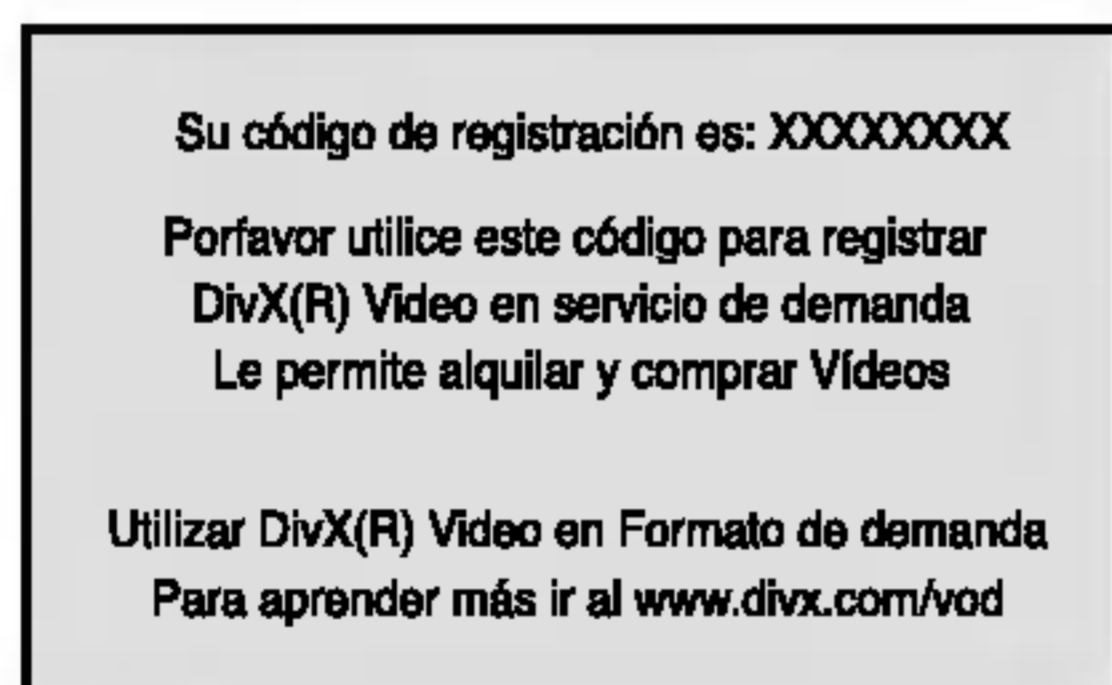 Su código de registración es: XXXXXXXX
Porfavor utilice este código para registrar
DivX(R) Video en servicio de demanda
Le permite alquilar y comprar Vídeos
Utilizar DivX(R) Video en Formato de demanda
Para aprender más ir al www.divx.com/vod